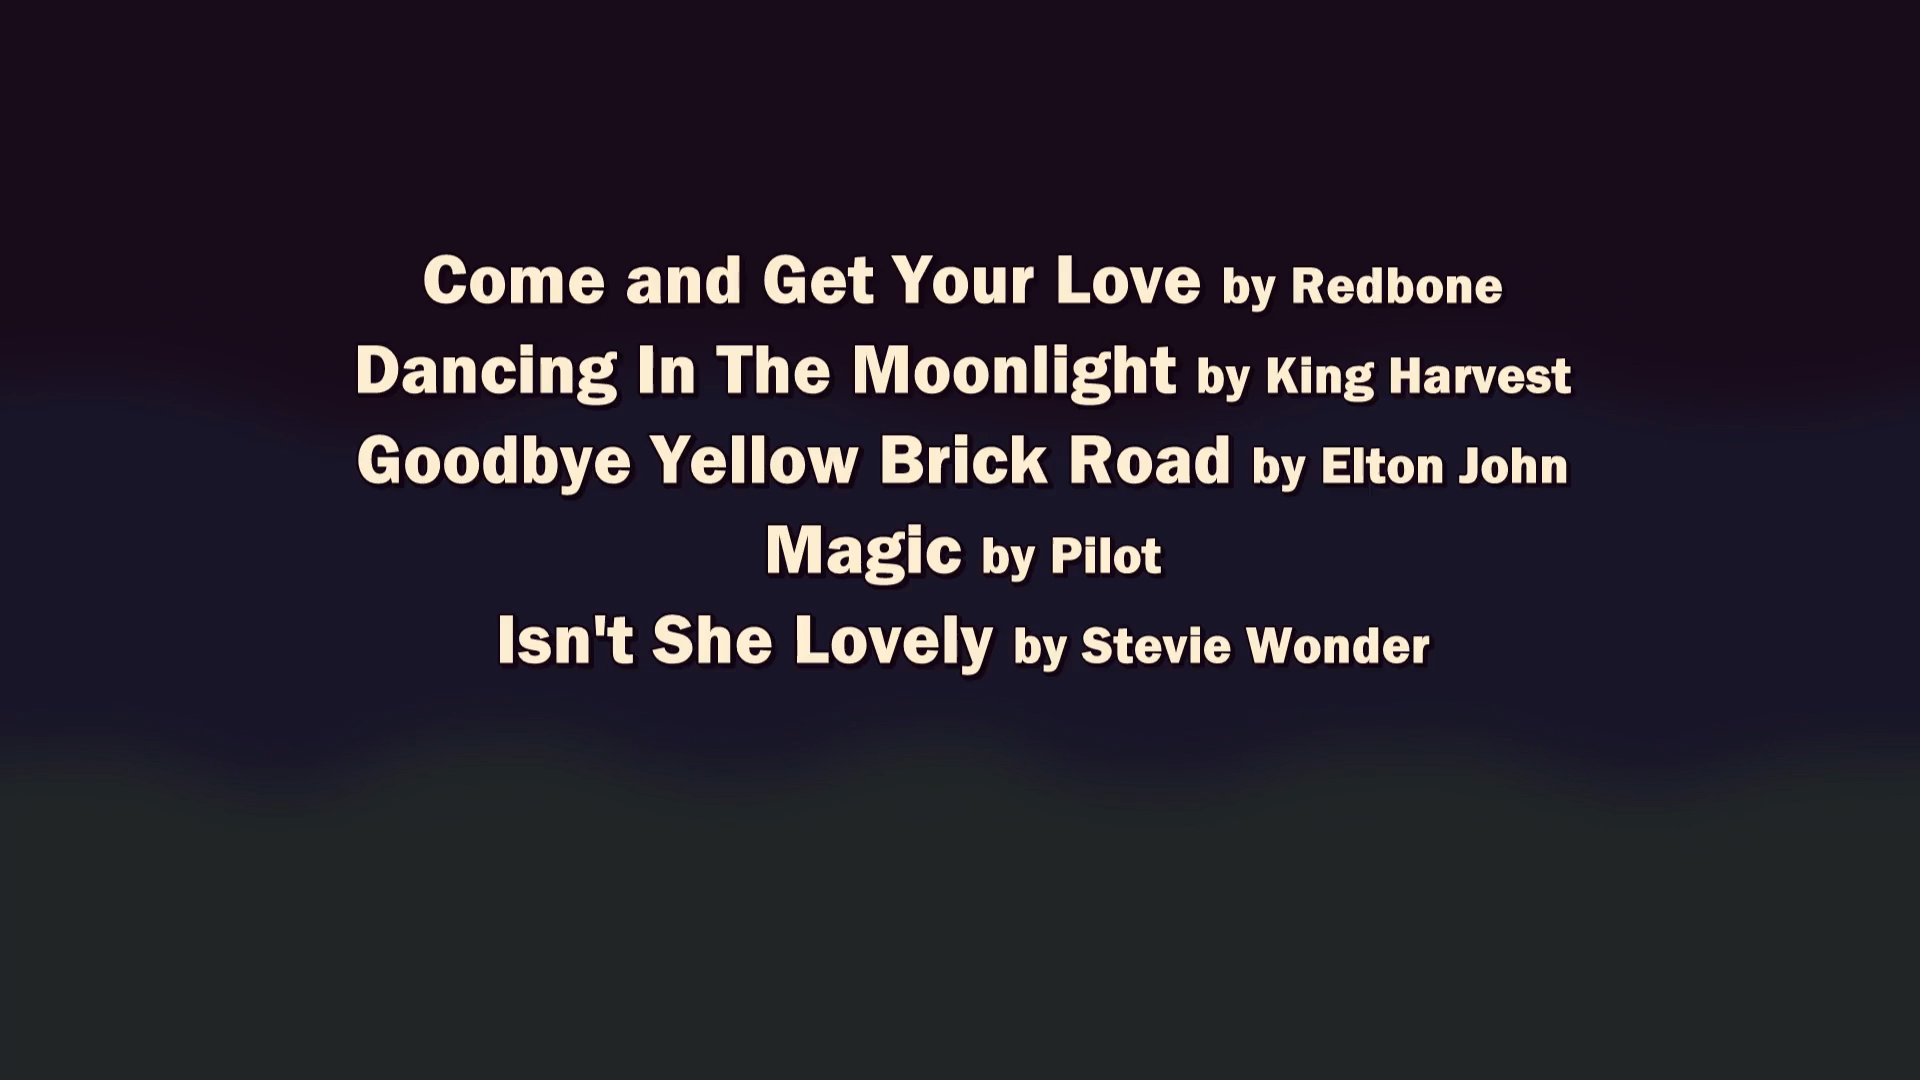 Come and Get Your Love by Redbone
Dancing In The Moonlight by King Harvest
Goodbye Yellow Brick Road by Elton John
Magic by Pilot
Isn't She Lovely by Stevie Wonder